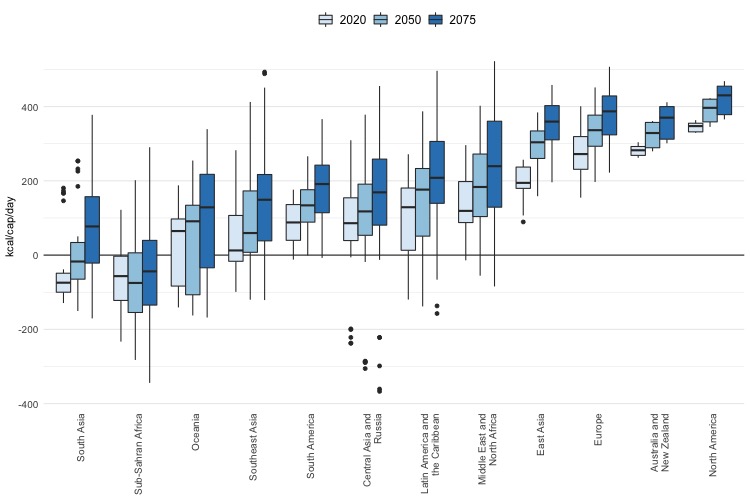 2020 2050 2075
kcal/cap/day
400
200
0
-200
-400
South Asia
Sub-Sahran Africa
Oceania
Southeast Asia
South America
Central Asia and
Russia
Latin America and
the Caribbean
Middle East and
North Africa
East Asia
Europe
Australia and
New Zealand
North America